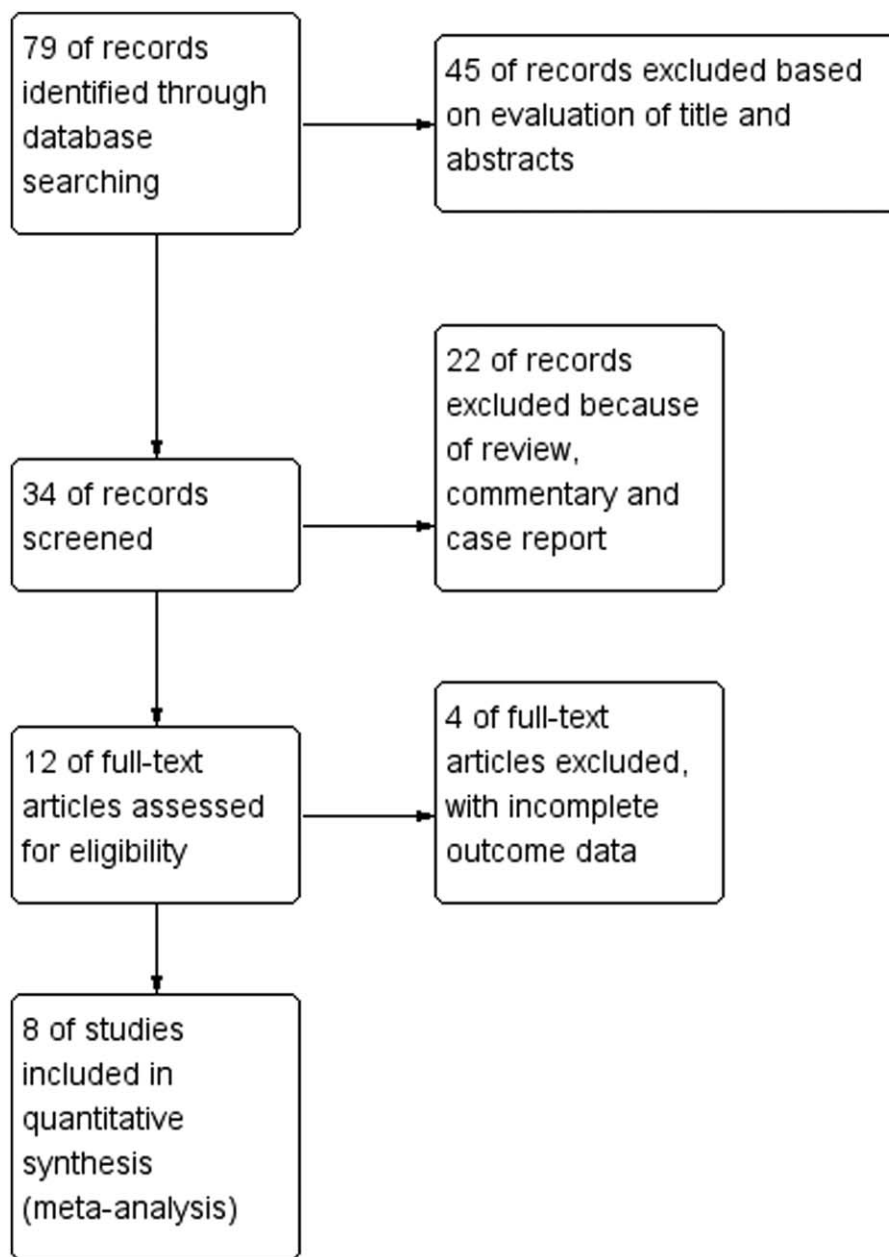 79 of records
identified through
database
searching
45 of records excluded based
on evaluation of title and
abstracts
34 of records
screened
22 of records
excluded because
of review,
commentary and
case report
12 of full-text
articles assessed
for eligibility
4 of full-text
articles excluded,
with incomplete
outcome data
8 of studies
included in
quantitative
synthesis
(meta-analysis)